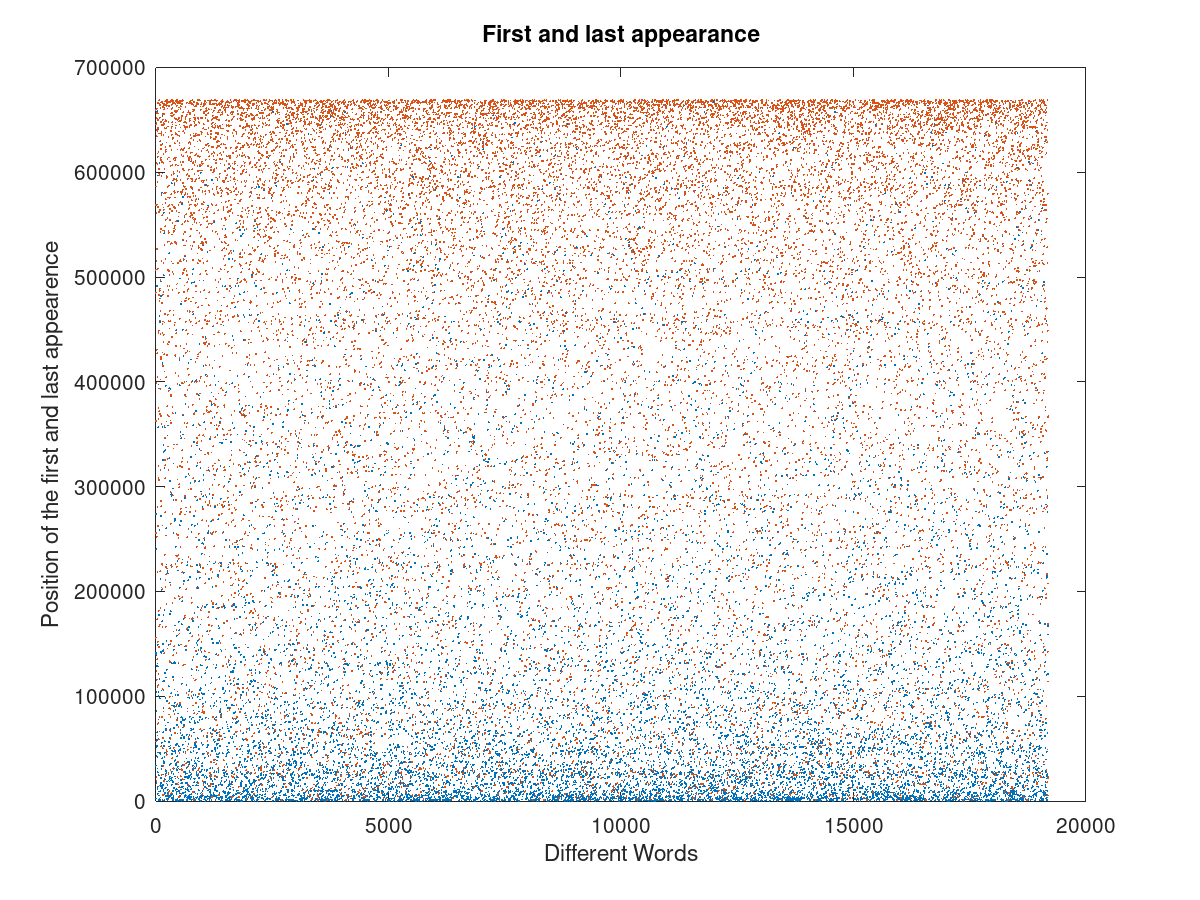 First and last appearance
700000
600000
500000
400000
300000
200000
100000
0
Position of the first and last appearence
0 5000 10000 15000 20000
Different Words